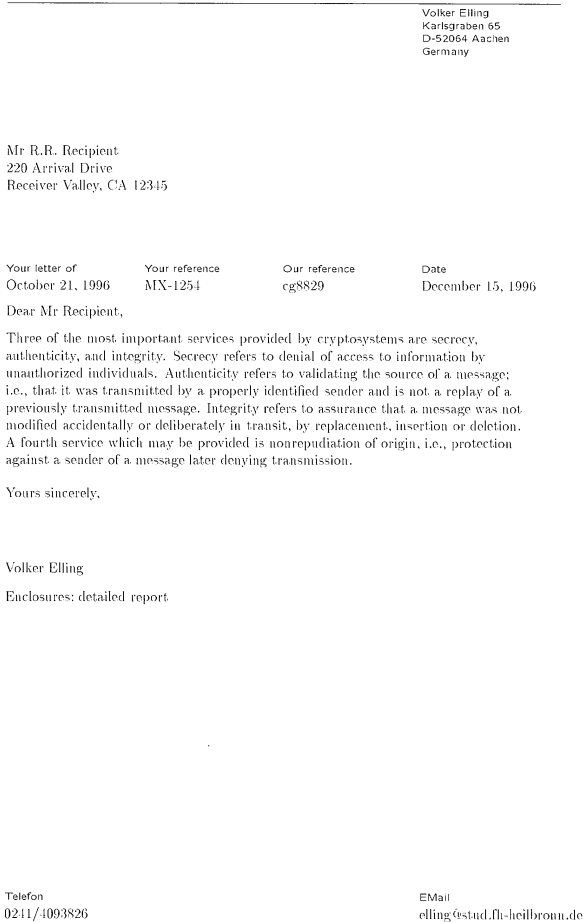 Volker Elling
Karlsgraben 65
D-52064 Aachen
Germany
Mr R.R. Recipient
220 Arrival Drive
Receiver Valley, CA 12345
Your letter of Your reference Our reference Date
October 21, 1996 MX-1254 cg8829 December 15, 1996
Dear Mr Recipient,
Three of the most important services provided by cryptosystems are secrecy,
authenticity, and integrity. Secrecy refers to denial of access to information by
unauthorized individuals. Authenticity refers to validating the source of a message;
i.e., that it was transmitted by a properly identified sender and is not a replay of a
previously transmitted message. Integrity refers to assurance that a message was not
modified accidentally or deliberately in transit, by replacement, insertion or deletion.
A fourth service which may be provided is nonrepudiation of origin, i.e., protection
against a sender of a message later denying transmission.
Yours sincerely,
Volker Elling
Enclosures: detailed report
Telefon EMail
0241/4093826 elling@stud.fh-heilbronn.de